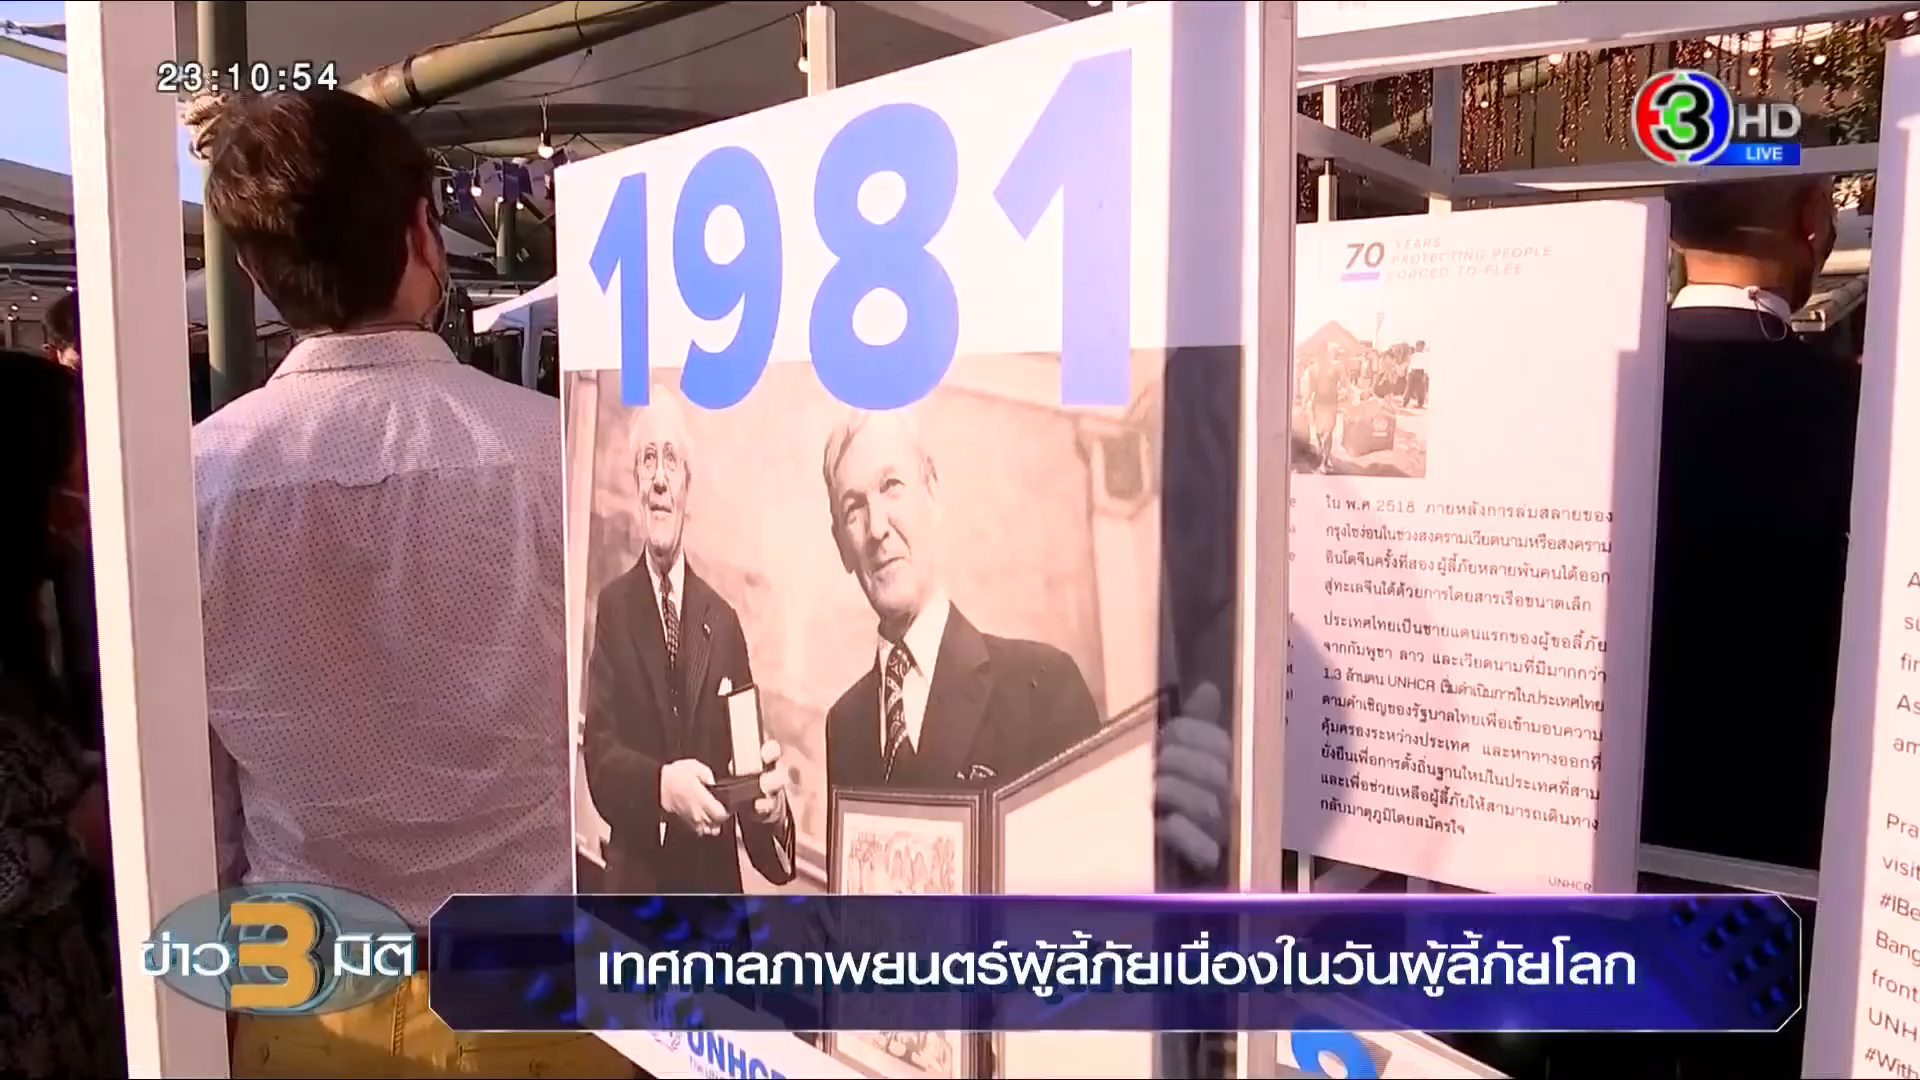 23:10:54
3 HD
LIVE
1981
70 YEARS
PROTECTING PEOPLE
FORCED TO FLEE
ใน พ.ศ 2518 ภายหลังการล่มสลายของ
กรุงไซ่ง่อนในช่วงสงครามเวียดนามหรือสงคราม
อินโดจีนครั้งที่สอง ผู้ลี้ภัยหลายพันคนได้ออก
สู่ทะเลจีนใต้ด้วยการโดยสารเรือขนาดเล็ก
ประเทศไทยเป็นชายแดนแรกของผู้ขอลี้ภัย
จากกัมพูชา ลาว และเวียดนามที่มีมากกว่า
1.3 ล้านคน UNHCR เริ่มดำเนินการในประเทศไทย
ตามคำเชิญของรัฐบาลไทยเพื่อเข้ามอบความ
คุ้มครองระหว่างประเทศ และหาทางออกที่
ยั่งยืนเพื่อการตั้งถิ่นฐานใหม่ในประเทศที่สาม
และเพื่อช่วยเหลือผู้ลี้ภัยให้สามารถเดินทาง
กลับมาตุภูมิโดยสมัครใจ
UNHCR
Pra
visit
#IBe
Bang
front
UNH
#With
ข่าว 3 มิติ
เทศกาลภาพยนตร์ผู้ลี้ภัยเนื่องในวันผู้ลี้ภัยโลก
UNHCR